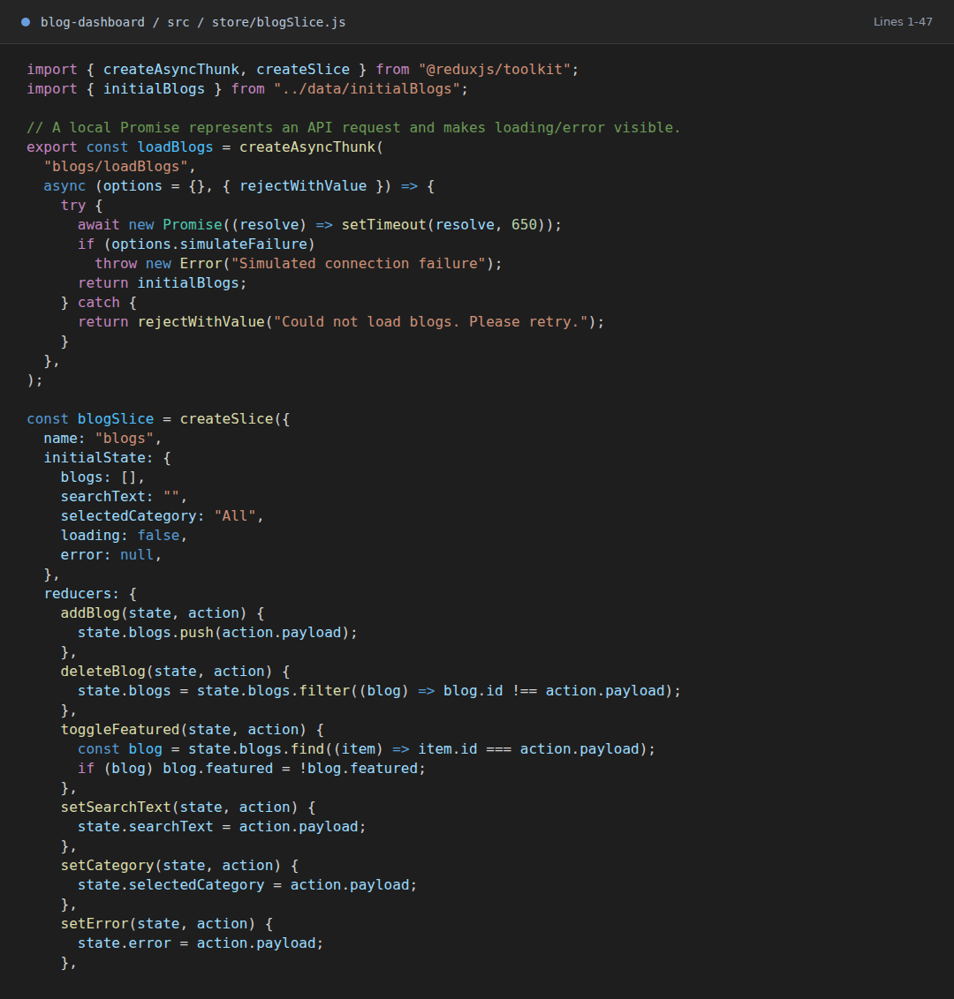 blog-dashboard / src / store/blogSlice.js
Lines 1-47
import { createAsyncThunk, createSlice } from "@reduxjs/toolkit";
import { initialBlogs } from "../data/initialBlogs";

// A local Promise represents an API request and makes loading/error visible.
export const loadBlogs = createAsyncThunk(
  "blogs/loadBlogs",
  async (options = {}, { rejectWithValue }) => {
    try {
      await new Promise((resolve) => setTimeout(resolve, 650));
      if (options.simulateFailure)
        throw new Error("Simulated connection failure");
      return initialBlogs;
    } catch {
      return rejectWithValue("Could not load blogs. Please retry.");
    }
  },
);

const blogSlice = createSlice({
  name: "blogs",
  initialState: {
    blogs: [],
    searchText: "",
    selectedCategory: "All",
    loading: false,
    error: null,
  },
  reducers: {
    addBlog(state, action) {
      state.blogs.push(action.payload);
    },
    deleteBlog(state, action) {
      state.blogs = state.blogs.filter((blog) => blog.id !== action.payload);
    },
    toggleFeatured(state, action) {
      const blog = state.blogs.find((item) => item.id === action.payload);
      if (blog) blog.featured = !blog.featured;
    },
    setSearchText(state, action) {
      state.searchText = action.payload;
    },
    setCategory(state, action) {
      state.selectedCategory = action.payload;
    },
    setError(state, action) {
      state.error = action.payload;
    },